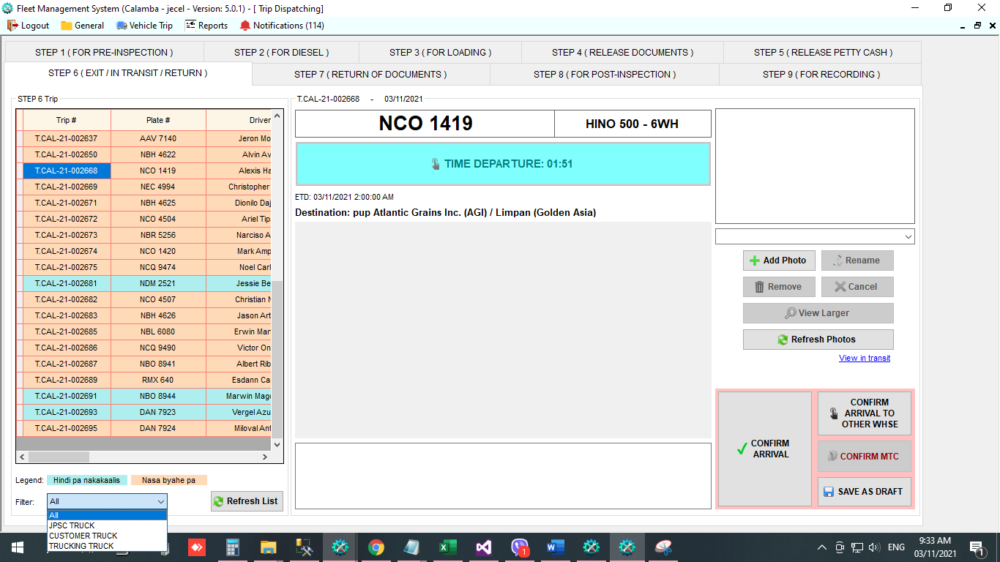 Fleet Management System (Calamba - jecel - Version: 5.0.1) - [ Trip Dispatching]
Logout General Vehicle Trip Reports Notifications (114)
STEP 1 ( FOR PRE-INSPECTION ) STEP 2 ( FOR DIESEL ) STEP 3 ( FOR LOADING ) STEP 4 ( RELEASE DOCUMENTS ) STEP 5 ( RELEASE PETTY CASH )
STEP 6 ( EXIT / IN TRANSIT / RETURN ) STEP 7 ( RETURN OF DOCUMENTS ) STEP 8 ( FOR POST-INSPECTION ) STEP 9 ( FOR RECORDING )
STEP 6 Trip
Trip # Plate # Driver
T.CAL-21-002637 AAV 7140 Jeron Mo
T.CAL-21-002650 NBH 4622 Alvin Av
T.CAL-21-002668 NCO 1419 Alexis Ha
T.CAL-21-002669 NEC 4994 Christopher
T.CAL-21-002671 NBH 4625 Dionilo Daj
T.CAL-21-002672 NCO 4504 Ariel Tip
T.CAL-21-002673 NBR 5256 Narciso A
T.CAL-21-002674 NCO 1420 Mark Amp
T.CAL-21-002675 NCQ 9474 Noel Carl
T.CAL-21-002681 NDM 2521 Jessie Be
T.CAL-21-002682 NCO 4507 Christian N
T.CAL-21-002683 NBH 4626 Jason Art
T.CAL-21-002685 NBL 6080 Erwin Mar
T.CAL-21-002686 NCQ 9490 Victor On
T.CAL-21-002687 NBO 8941 Albert Rib
T.CAL-21-002689 RMX 640 Esdann Ca
T.CAL-21-002691 NBO 8944 Marwin Mag
T.CAL-21-002693 DAN 7923 Vergel Azu
T.CAL-21-002695 DAN 7924 Miloval Ant
Legend: Hindi pa nakakaalis Nasa byahe pa
Filter: All Refresh List
All
JPSC TRUCK
CUSTOMER TRUCK
TRUCKING TRUCK
T.CAL-21-002668 - 03/11/2021
NCO 1419 HINO 500 - 6WH
TIME DEPARTURE: 01:51
ETD: 03/11/2021 2:00:00 AM
Destination: pup Atlantic Grains Inc. (AGI) / Limpan (Golden Asia)
Add Photo Rename
Remove Cancel
View Larger
Refresh Photos
View in transit
CONFIRM
ARRIVAL
CONFIRM
ARRIVAL TO
OTHER WHSE
CONFIRM MTC
SAVE AS DRAFT
1
ENG
9:33 AM
03/11/2021
1